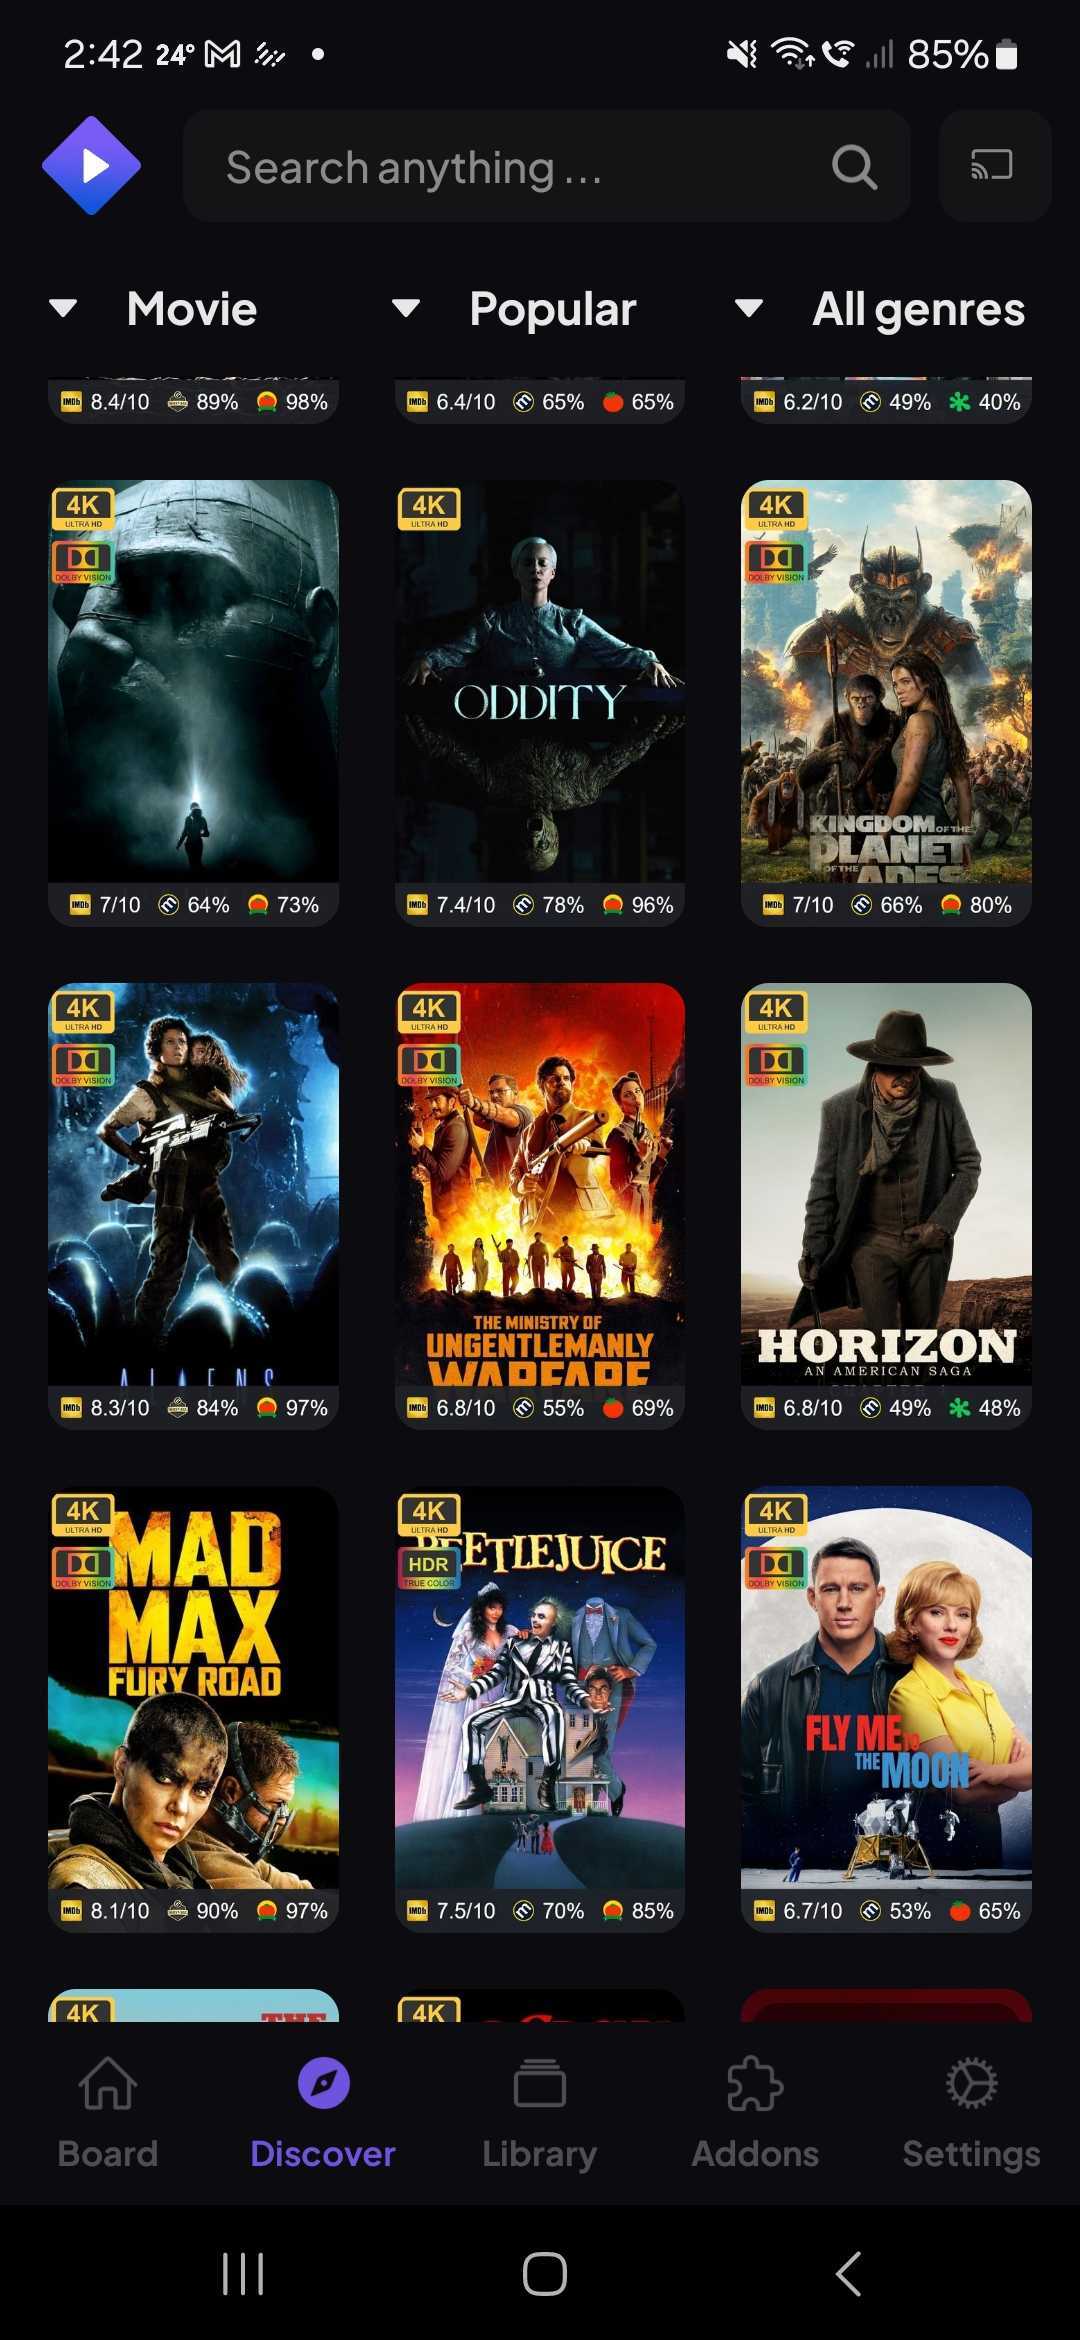 2:42 24° 85%
Search anything ...
Movie Popular All genres
IMDb 8.4/10 89% 98% IMDb 6.4/10 65% 65% IMDb 6.2/10 49% 40%
4K ULTRA HD
DOLBY VISION
IMDb 7/10 64% 73%
4K ULTRA HD
ODDITY
IMDb 7.4/10 78% 96%
4K ULTRA HD
DOLBY VISION
KINGDOM OF THE
PLANET
OF THE APES
IMDb 7/10 66% 80%
4K ULTRA HD
DOLBY VISION
ALIENS
IMDb 8.3/10 84% 97%
4K ULTRA HD
DOLBY VISION
THE MINISTRY OF
UNGENTLEMANLY
WARFARE
IMDb 6.8/10 55% 69%
4K ULTRA HD
DOLBY VISION
HORIZON
AN AMERICAN SAGA
IMDb 6.8/10 49% 48%
4K ULTRA HD
DOLBY VISION
MAD
MAX
FURY ROAD
IMDb 8.1/10 90% 97%
4K ULTRA HD
BEETLEJUICE
HDR
TRUE COLOR
IMDb 7.5/10 70% 85%
4K ULTRA HD
DOLBY VISION
FLY ME TO
THE MOON
IMDb 6.7/10 53% 65%
4K THE
4K
Board Discover Library Addons Settings